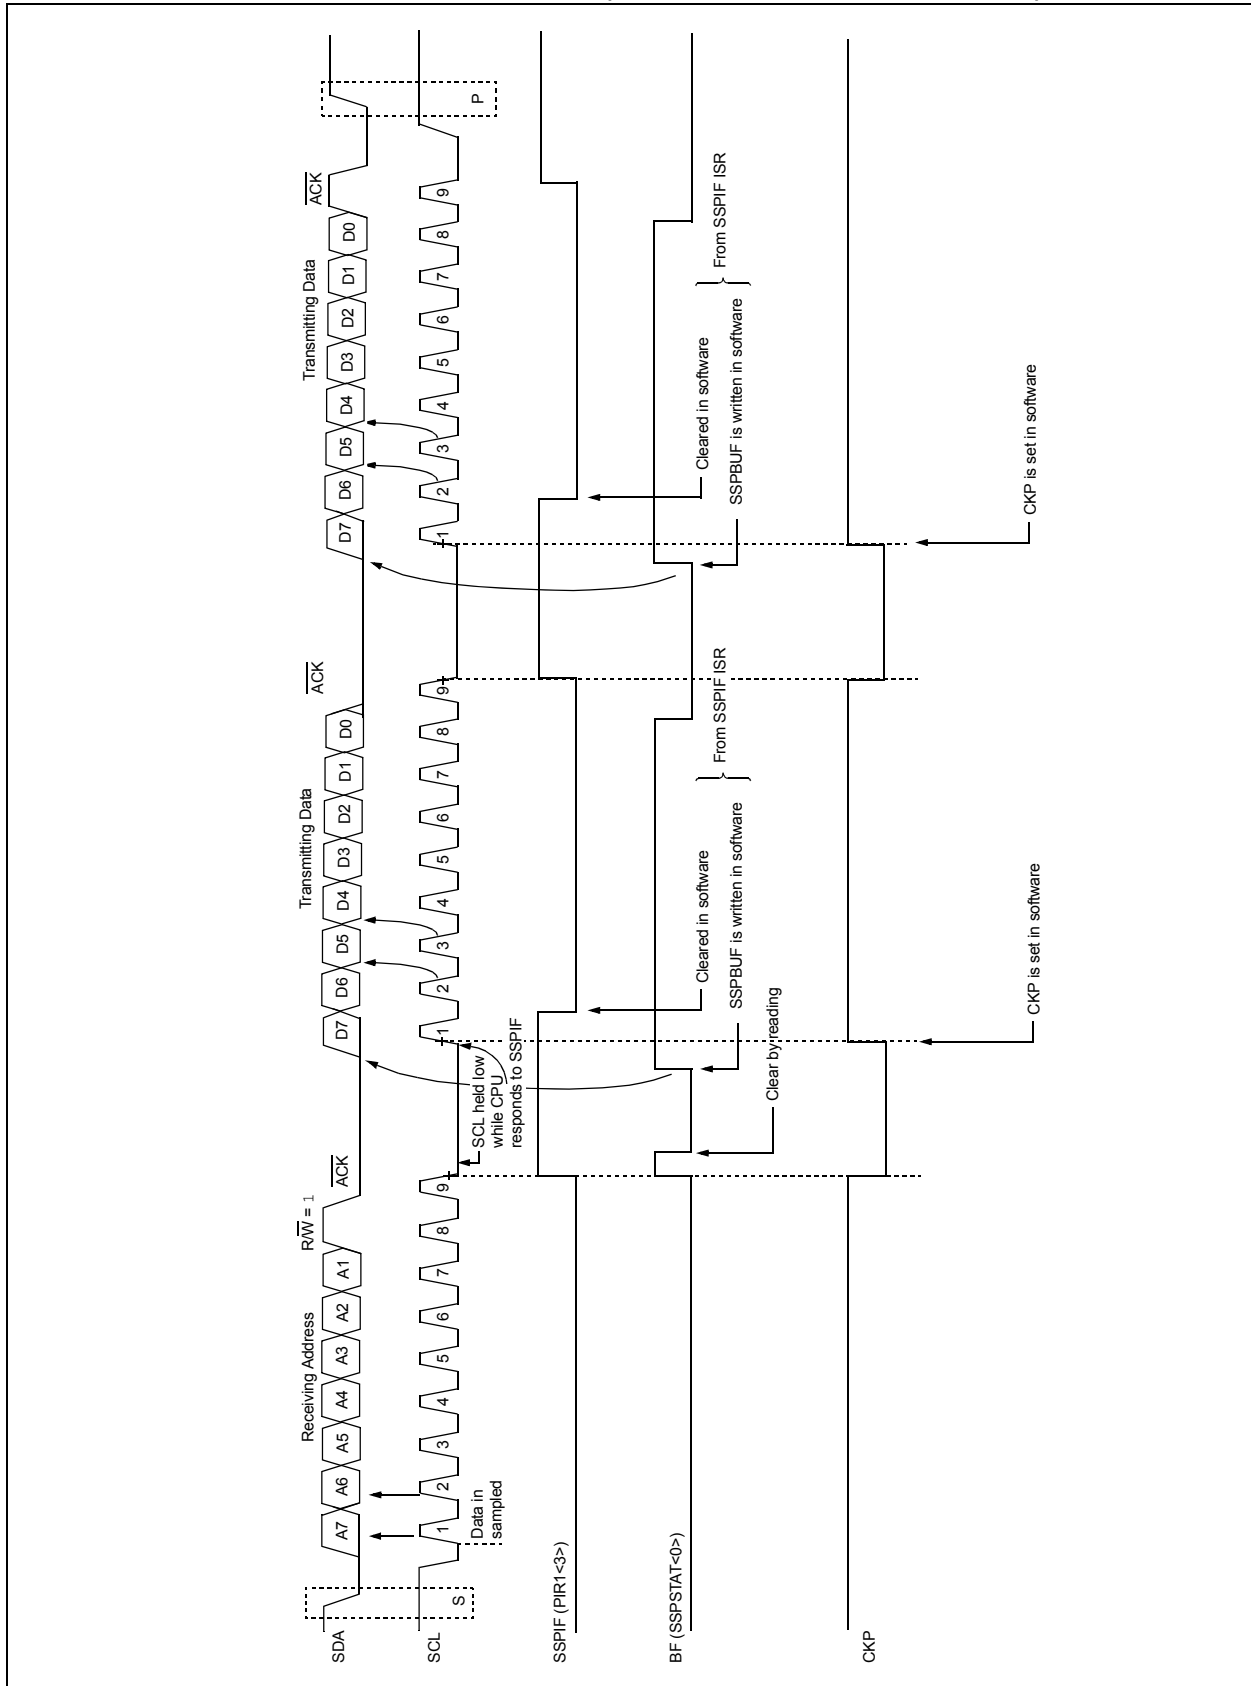 Receiving Address
R/W = 1
ACK
Transmitting Data
ACK
Transmitting Data
ACK
SDA
A7 A6 A5 A4 A3 A2 A1
D7 D6 D5 D4 D3 D2 D1 D0
D7 D6 D5 D4 D3 D2 D1 D0
SCL
S
1 2 3 4 5 6 7 8 9
1 2 3 4 5 6 7 8 9
1 2 3 4 5 6 7 8 9
P
Data in
sampled
SCL held low
while CPU
responds to SSPIF
SSPIF (PIR1<3>)
Cleared in software
Cleared in software
BF (SSPSTAT<0>)
From SSPIF ISR
From SSPIF ISR
SSPBUF is written in software
SSPBUF is written in software
Clear by reading
CKP
CKP is set in software
CKP is set in software